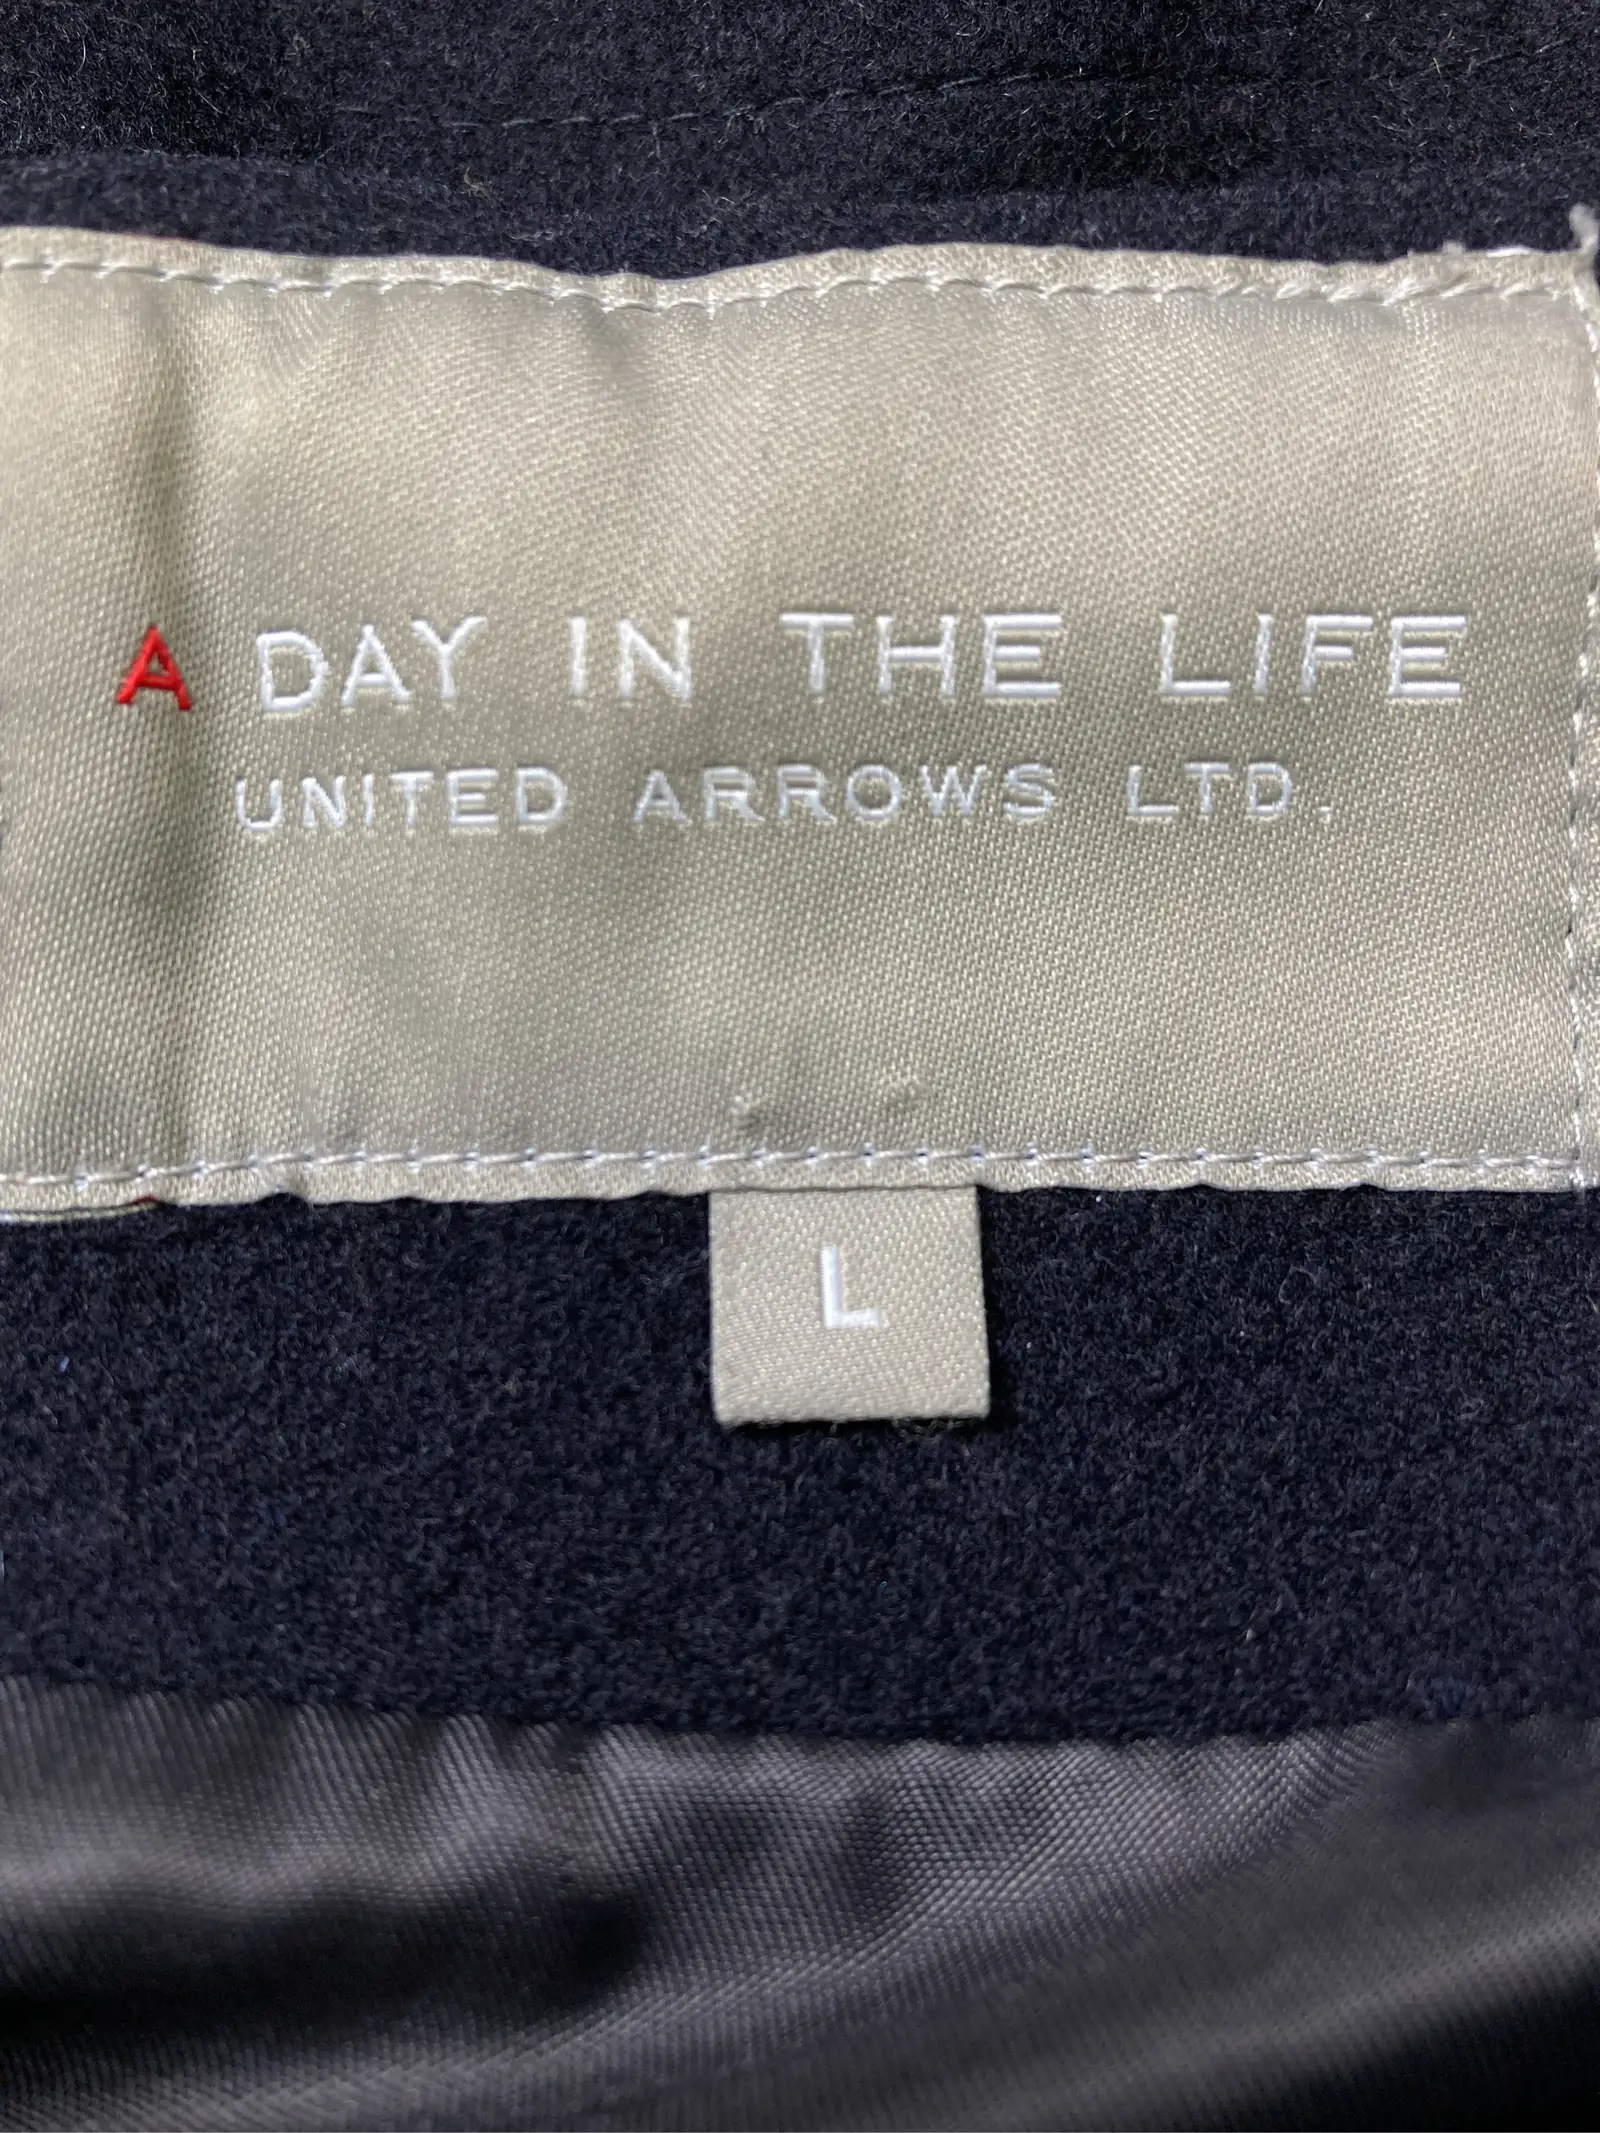 A DAY IN THE LIFE
UNITED ARROWS LTD.
L